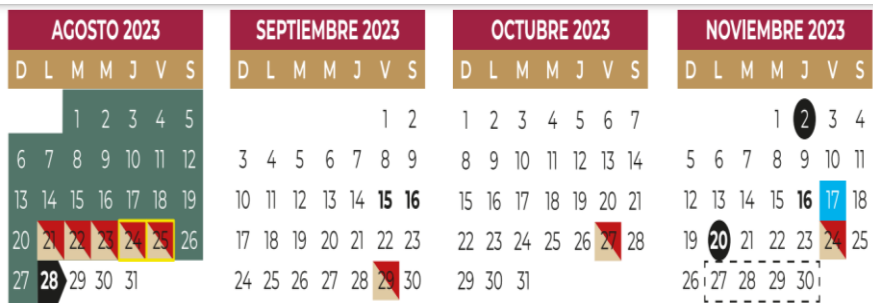 AGOSTO 2023
D L M M J V S
1 2 3 4 5
6 7 8 9 10 11 12
13 14 15 16 17 18 19
20 21 22 23 24 25 26
27 28 29 30 31
SEPTIEMBRE 2023
D L M M J V S
1 2
3 4 5 6 7 8 9
10 11 12 13 14 15 16
17 18 19 20 21 22 23
24 25 26 27 28 29 30
OCTUBRE 2023
D L M M J V S
1 2 3 4 5 6 7
8 9 10 11 12 13 14
15 16 17 18 19 20 21
22 23 24 25 26 27 28
29 30 31
NOVIEMBRE 2023
D L M M J V S
1 2 3 4
5 6 7 8 9 10 11
12 13 14 15 16 17 18
19 20 21 22 23 24 25
26 27 28 29 30